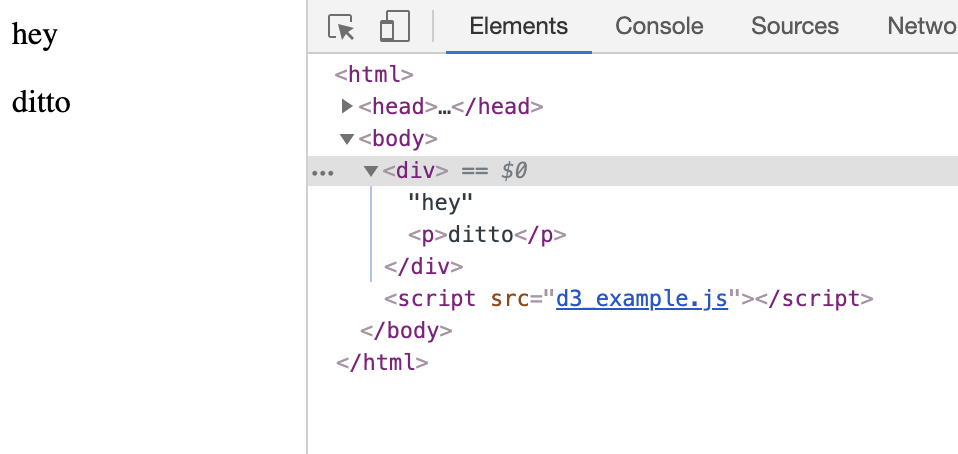 hey
ditto
Elements Console Sources Netwo
<html>
<head>…</head>
<body>
… <div> == $0
"hey"
<p>ditto</p>
</div>
<script src="d3_example.js"></script>
</body>
</html>